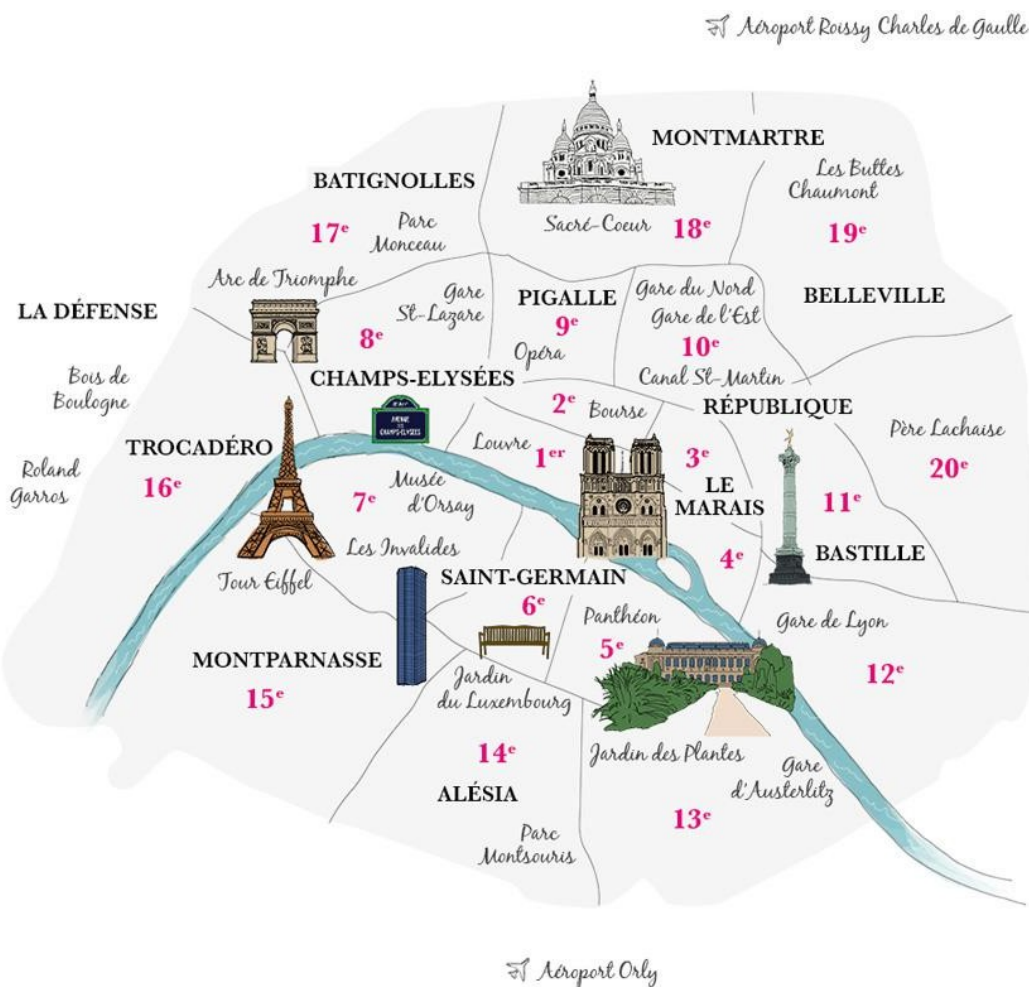 Aéroport Roissy Charles de Gaulle
MONTMARTRE
BATIGNOLLES
Les Buttes
Chaumont
17e
Parc
Monceau
Sacré-Coeur
18e
19e
Arc de Triomphe
LA DÉFENSE
8e
Gare
St-Lazare
PIGALLE
9e
Opéra
Gare du Nord
Gare de l'Est
10e
Canal St-Martin
BELLEVILLE
Bois de
Boulogne
CHAMPS-ELYSÉES
AVENUE
DES
CHAMPS-ELYSÉES
2e
Bourse
RÉPUBLIQUE
Père Lachaise
20e
TROCADÉRO
16e
Roland
Garros
Louvre
1er
3e
LE
MARAIS
11e
7e
Musée
d'Orsay
Les Invalides
Tour Eiffel
4e
BASTILLE
SAINT-GERMAIN
6e
Panthéon
5e
Gare de Lyon
12e
MONTPARNASSE
15e
Jardin
du Luxembourg
Jardin des Plantes
Gare
d'Austerlitz
14e
ALÉSIA
13e
Parc
Montsouris
Aéroport Orly